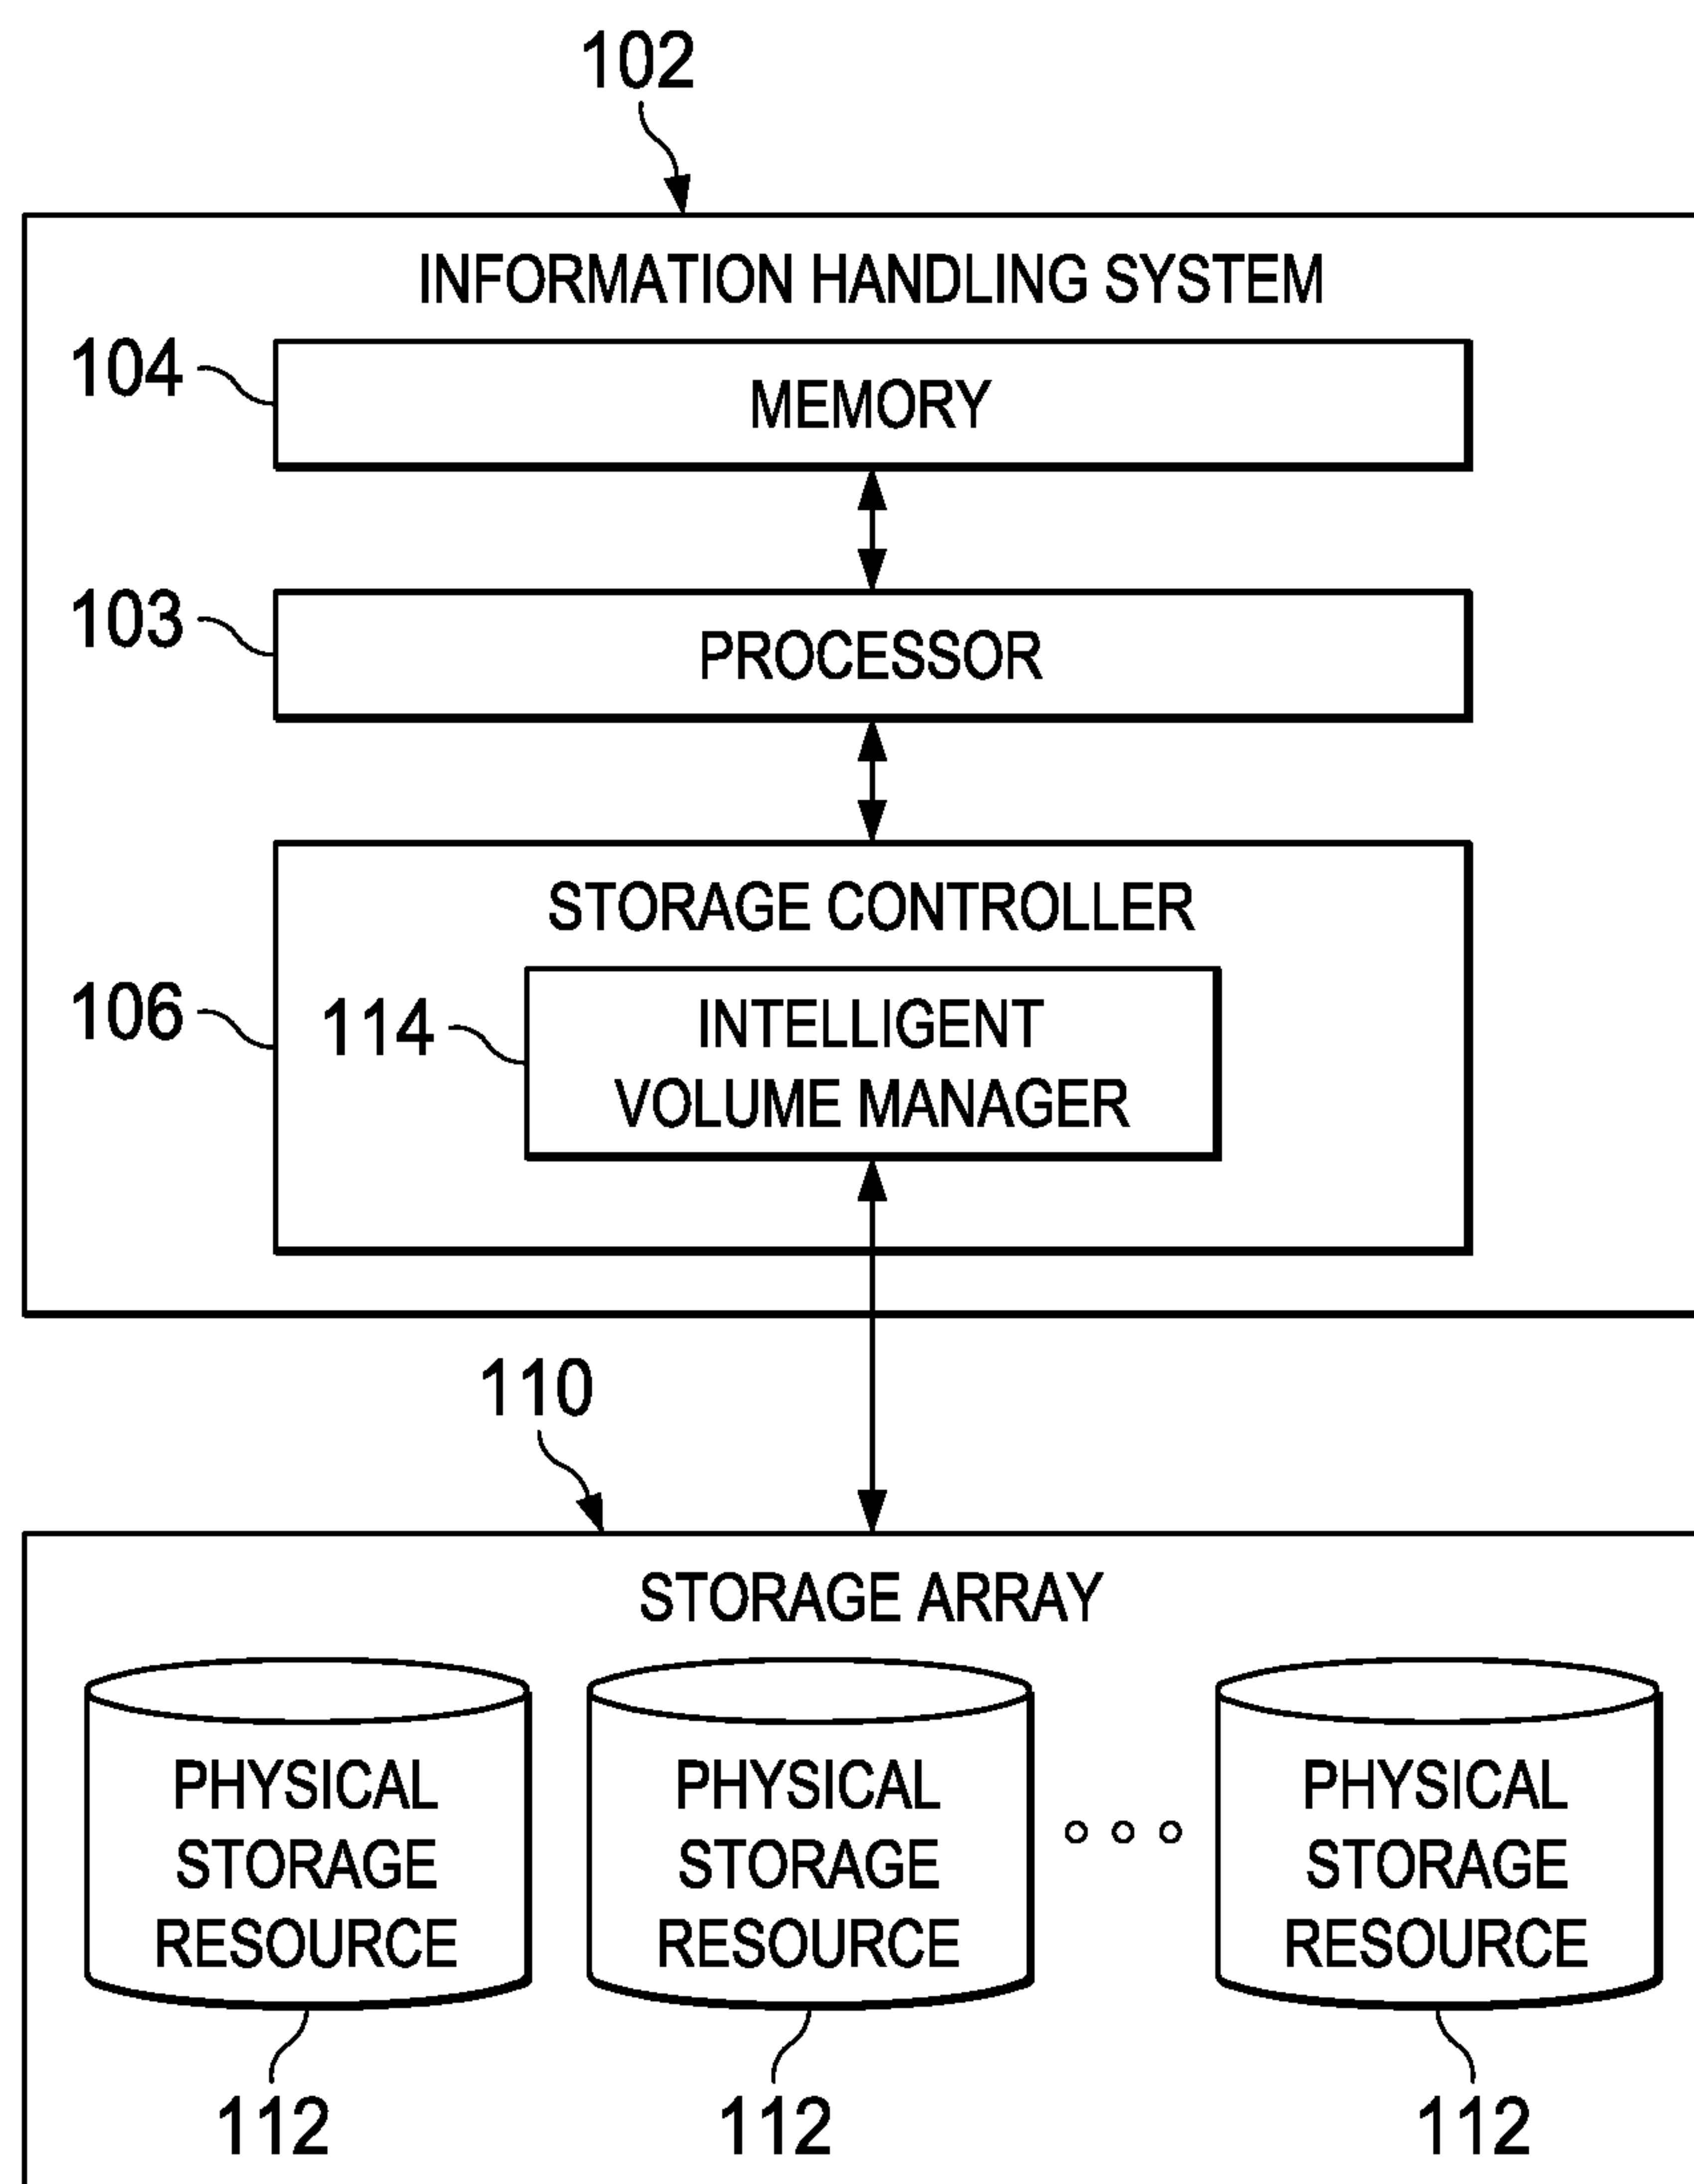 102
INFORMATION HANDLING SYSTEM
104
MEMORY
103
PROCESSOR
STORAGE CONTROLLER
106
114
INTELLIGENT
VOLUME MANAGER
110
STORAGE ARRAY
PHYSICAL
STORAGE
RESOURCE
PHYSICAL
STORAGE
RESOURCE
PHYSICAL
STORAGE
RESOURCE
112
112
112